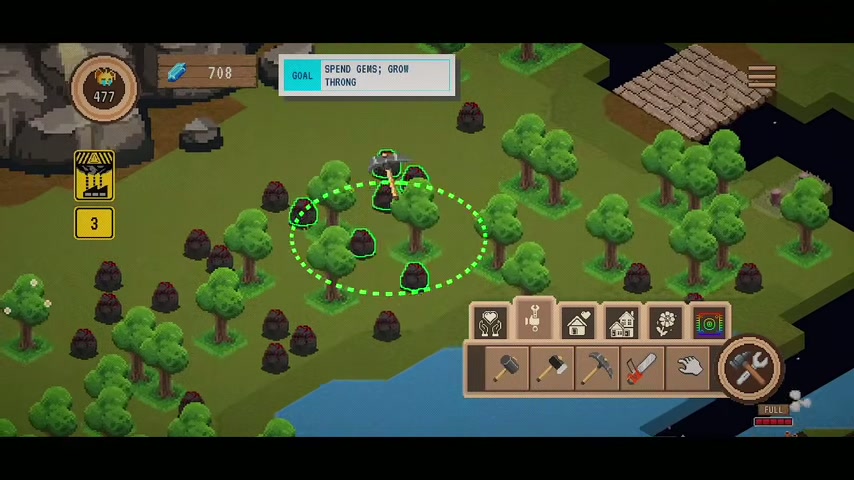 708
477
GOAL
SPEND GEMS; GROW
THRONG
3
FULL